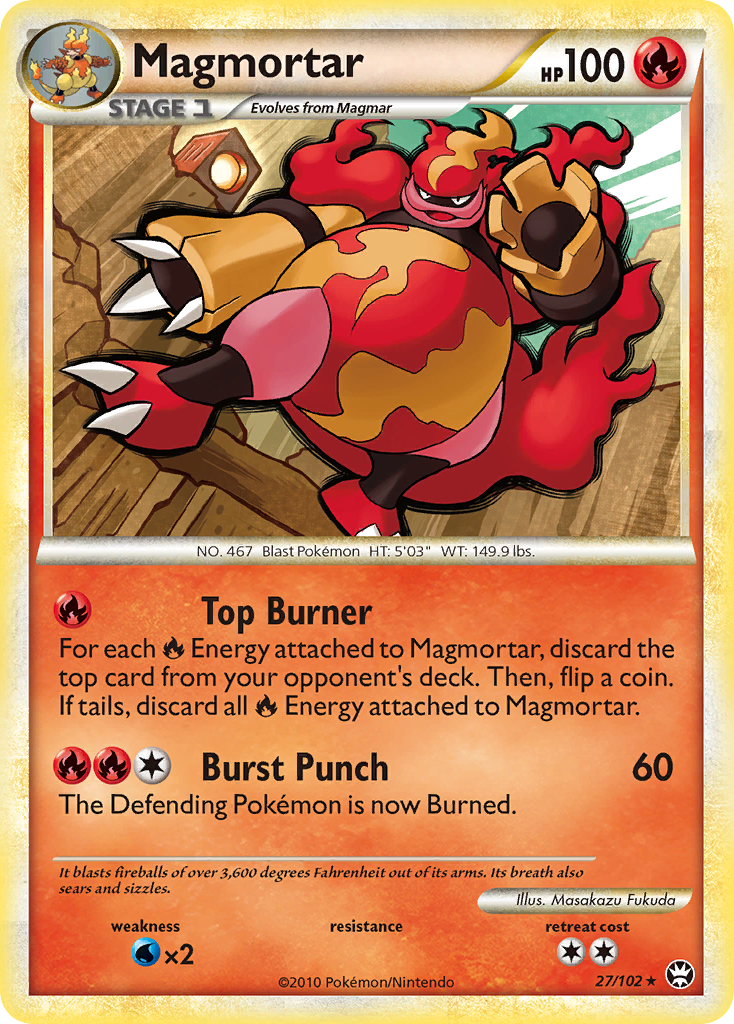 Magmortar HP100
STAGE 1 Evolves from Magmar
NO. 467 Blast Pokémon HT: 5'03" WT: 149.9 lbs.
Top Burner
For each Energy attached to Magmortar, discard the
top card from your opponent's deck. Then, flip a coin.
If tails, discard all Energy attached to Magmortar.
Burst Punch 60
The Defending Pokémon is now Burned.
It blasts fireballs of over 3,600 degrees Fahrenheit out of its arms. Its breath also
sears and sizzles.
Illus. Masakazu Fukuda
weakness resistance retreat cost
×2
©2010 Pokémon/Nintendo 27/102 ★